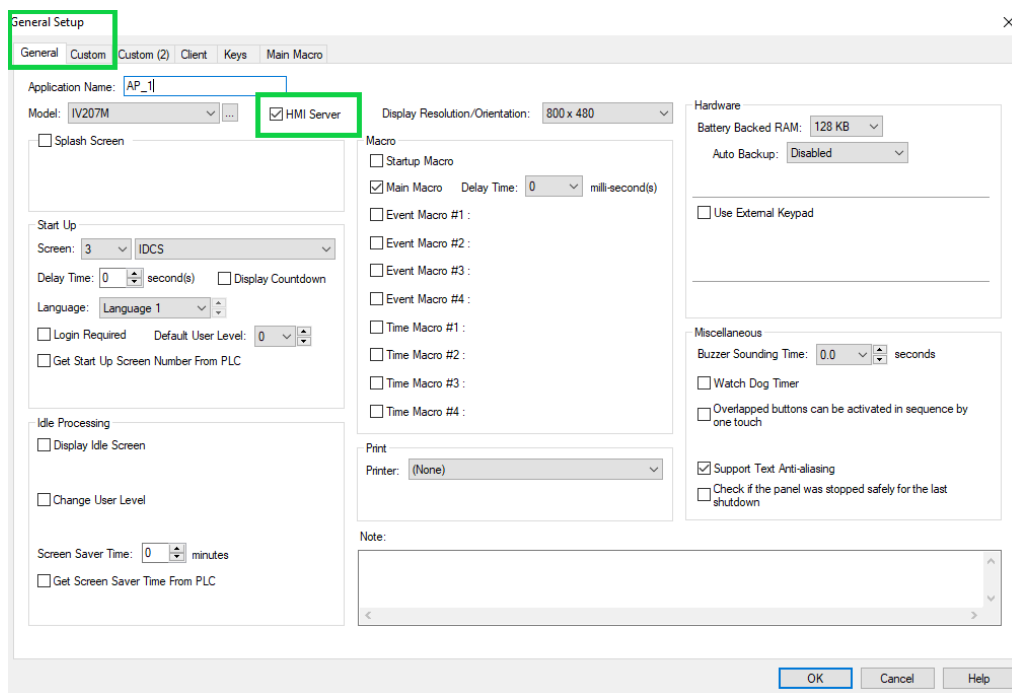 General Setup
General Custom Custom (2) Client Keys Main Macro
Application Name: AP_1
Model: IV207M ... HMI Server Display Resolution/Orientation: 800 x 480
Splash Screen
Start Up
Screen: 3 IDCS
Delay Time: 0 second(s) Display Countdown
Language: Language 1
Login Required Default User Level: 0
Get Start Up Screen Number From PLC
Idle Processing
Display Idle Screen
Change User Level
Screen Saver Time: 0 minutes
Get Screen Saver Time From PLC
Macro
Startup Macro
Main Macro Delay Time: 0 milli-second(s)
Event Macro #1 :
Event Macro #2 :
Event Macro #3 :
Event Macro #4 :
Time Macro #1 :
Time Macro #2 :
Time Macro #3 :
Time Macro #4 :
Print
Printer: (None)
Note:
Hardware
Battery Backed RAM: 128 KB
Auto Backup: Disabled
Use External Keypad
Miscellaneous
Buzzer Sounding Time: 0.0 seconds
Watch Dog Timer
Overlapped buttons can be activated in sequence by
one touch
Support Text Anti-aliasing
Check if the panel was stopped safely for the last
shutdown
OK Cancel Help